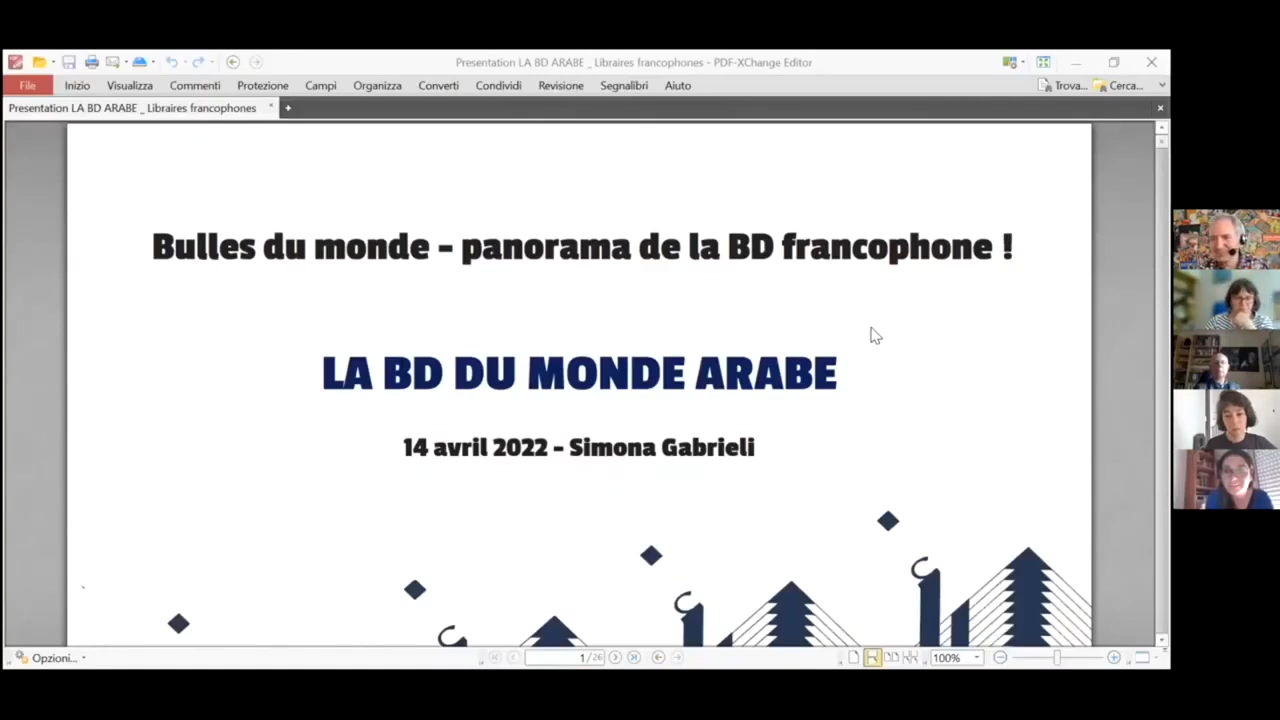 Presentation LA BD ARABE _ Libraires francophones - PDF-XChange Editor
File Inizio Visualizza Commenti Protezione Campi Organizza Converti Condividi Revisione Segnalibri Aiuto Trova... Cerca...
Presentation LA BD ARABE _ Libraires francophones
Bulles du monde - panorama de la BD francophone !
LA BD DU MONDE ARABE
14 avril 2022 - Simona Gabrieli
Opzioni... 1 / 26 100%